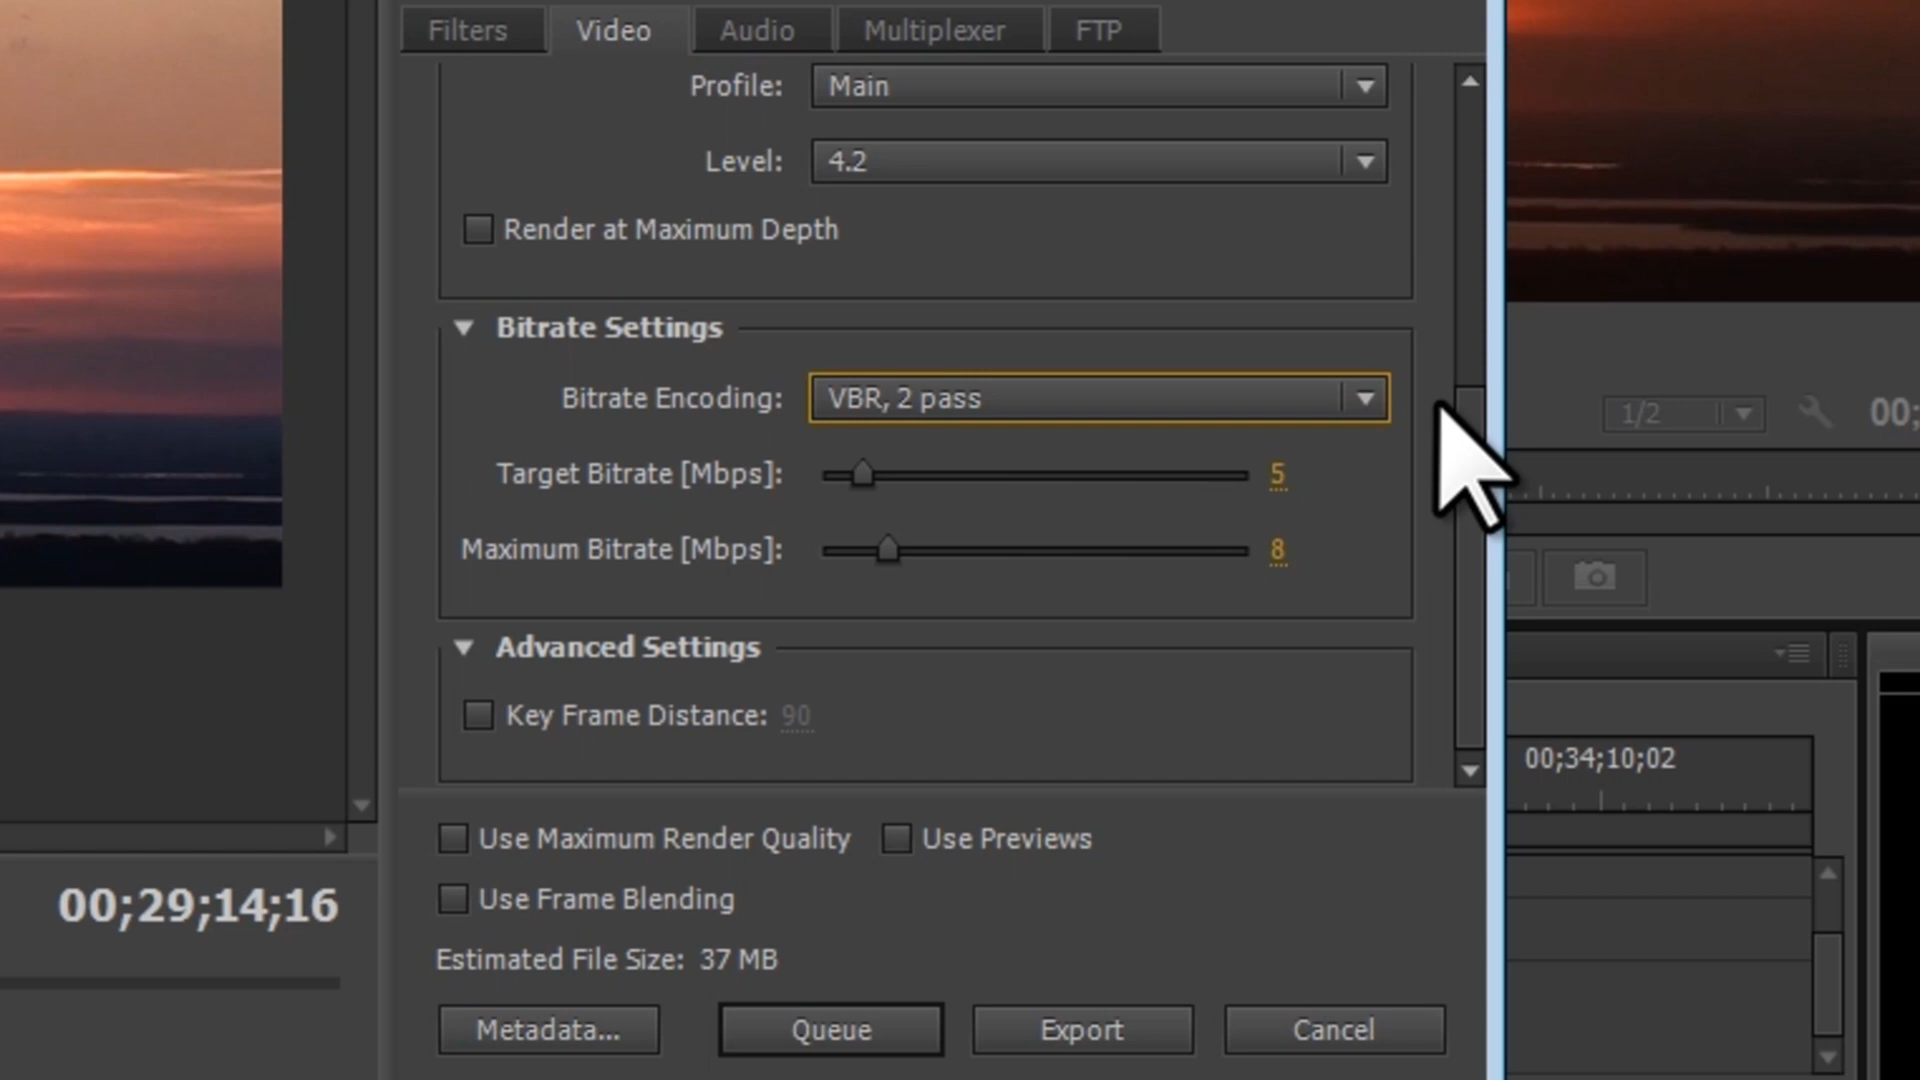 Filters Video Audio Multiplexer FTP
Profile: Main
Level: 4.2
Render at Maximum Depth
Bitrate Settings
Bitrate Encoding: VBR, 2 pass
1/2 00;
Target Bitrate [Mbps]: 5
Maximum Bitrate [Mbps]: 8
Advanced Settings
Key Frame Distance: 90
00;34;10;02
Use Maximum Render Quality Use Previews
00;29;14;16
Use Frame Blending
Estimated File Size: 37 MB
Metadata... Queue Export Cancel